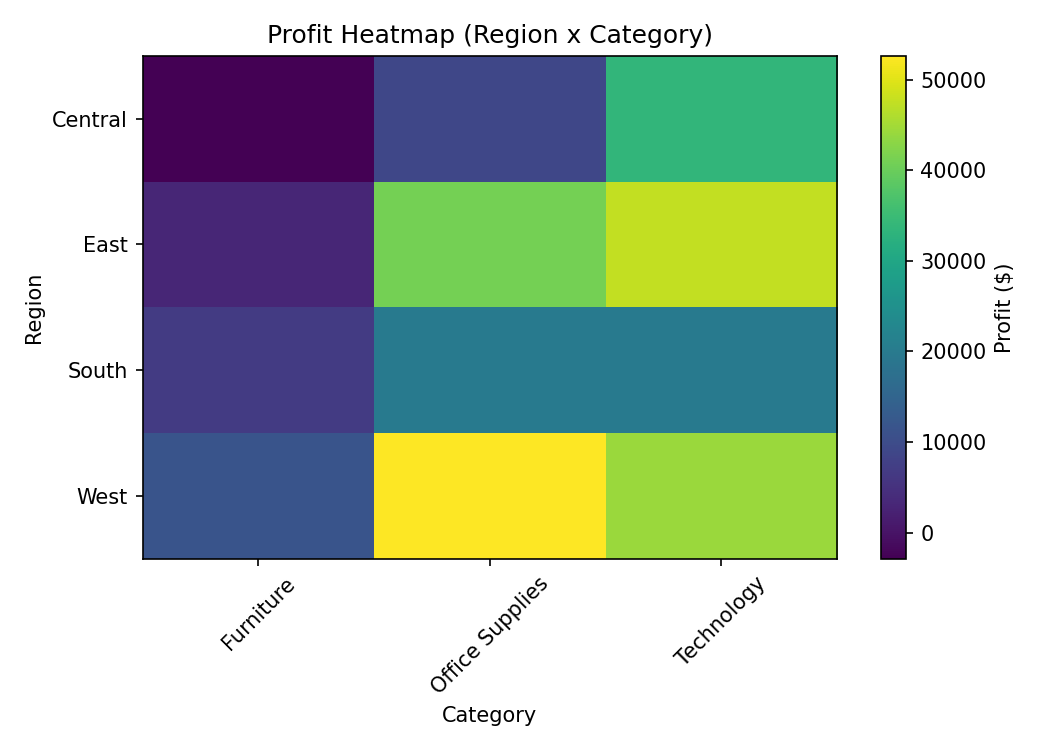 Profit Heatmap (Region x Category)
Central
East
South
West
Region
Furniture
Office Supplies
Technology
Category
50000
40000
30000
20000
10000
0
Profit ($)